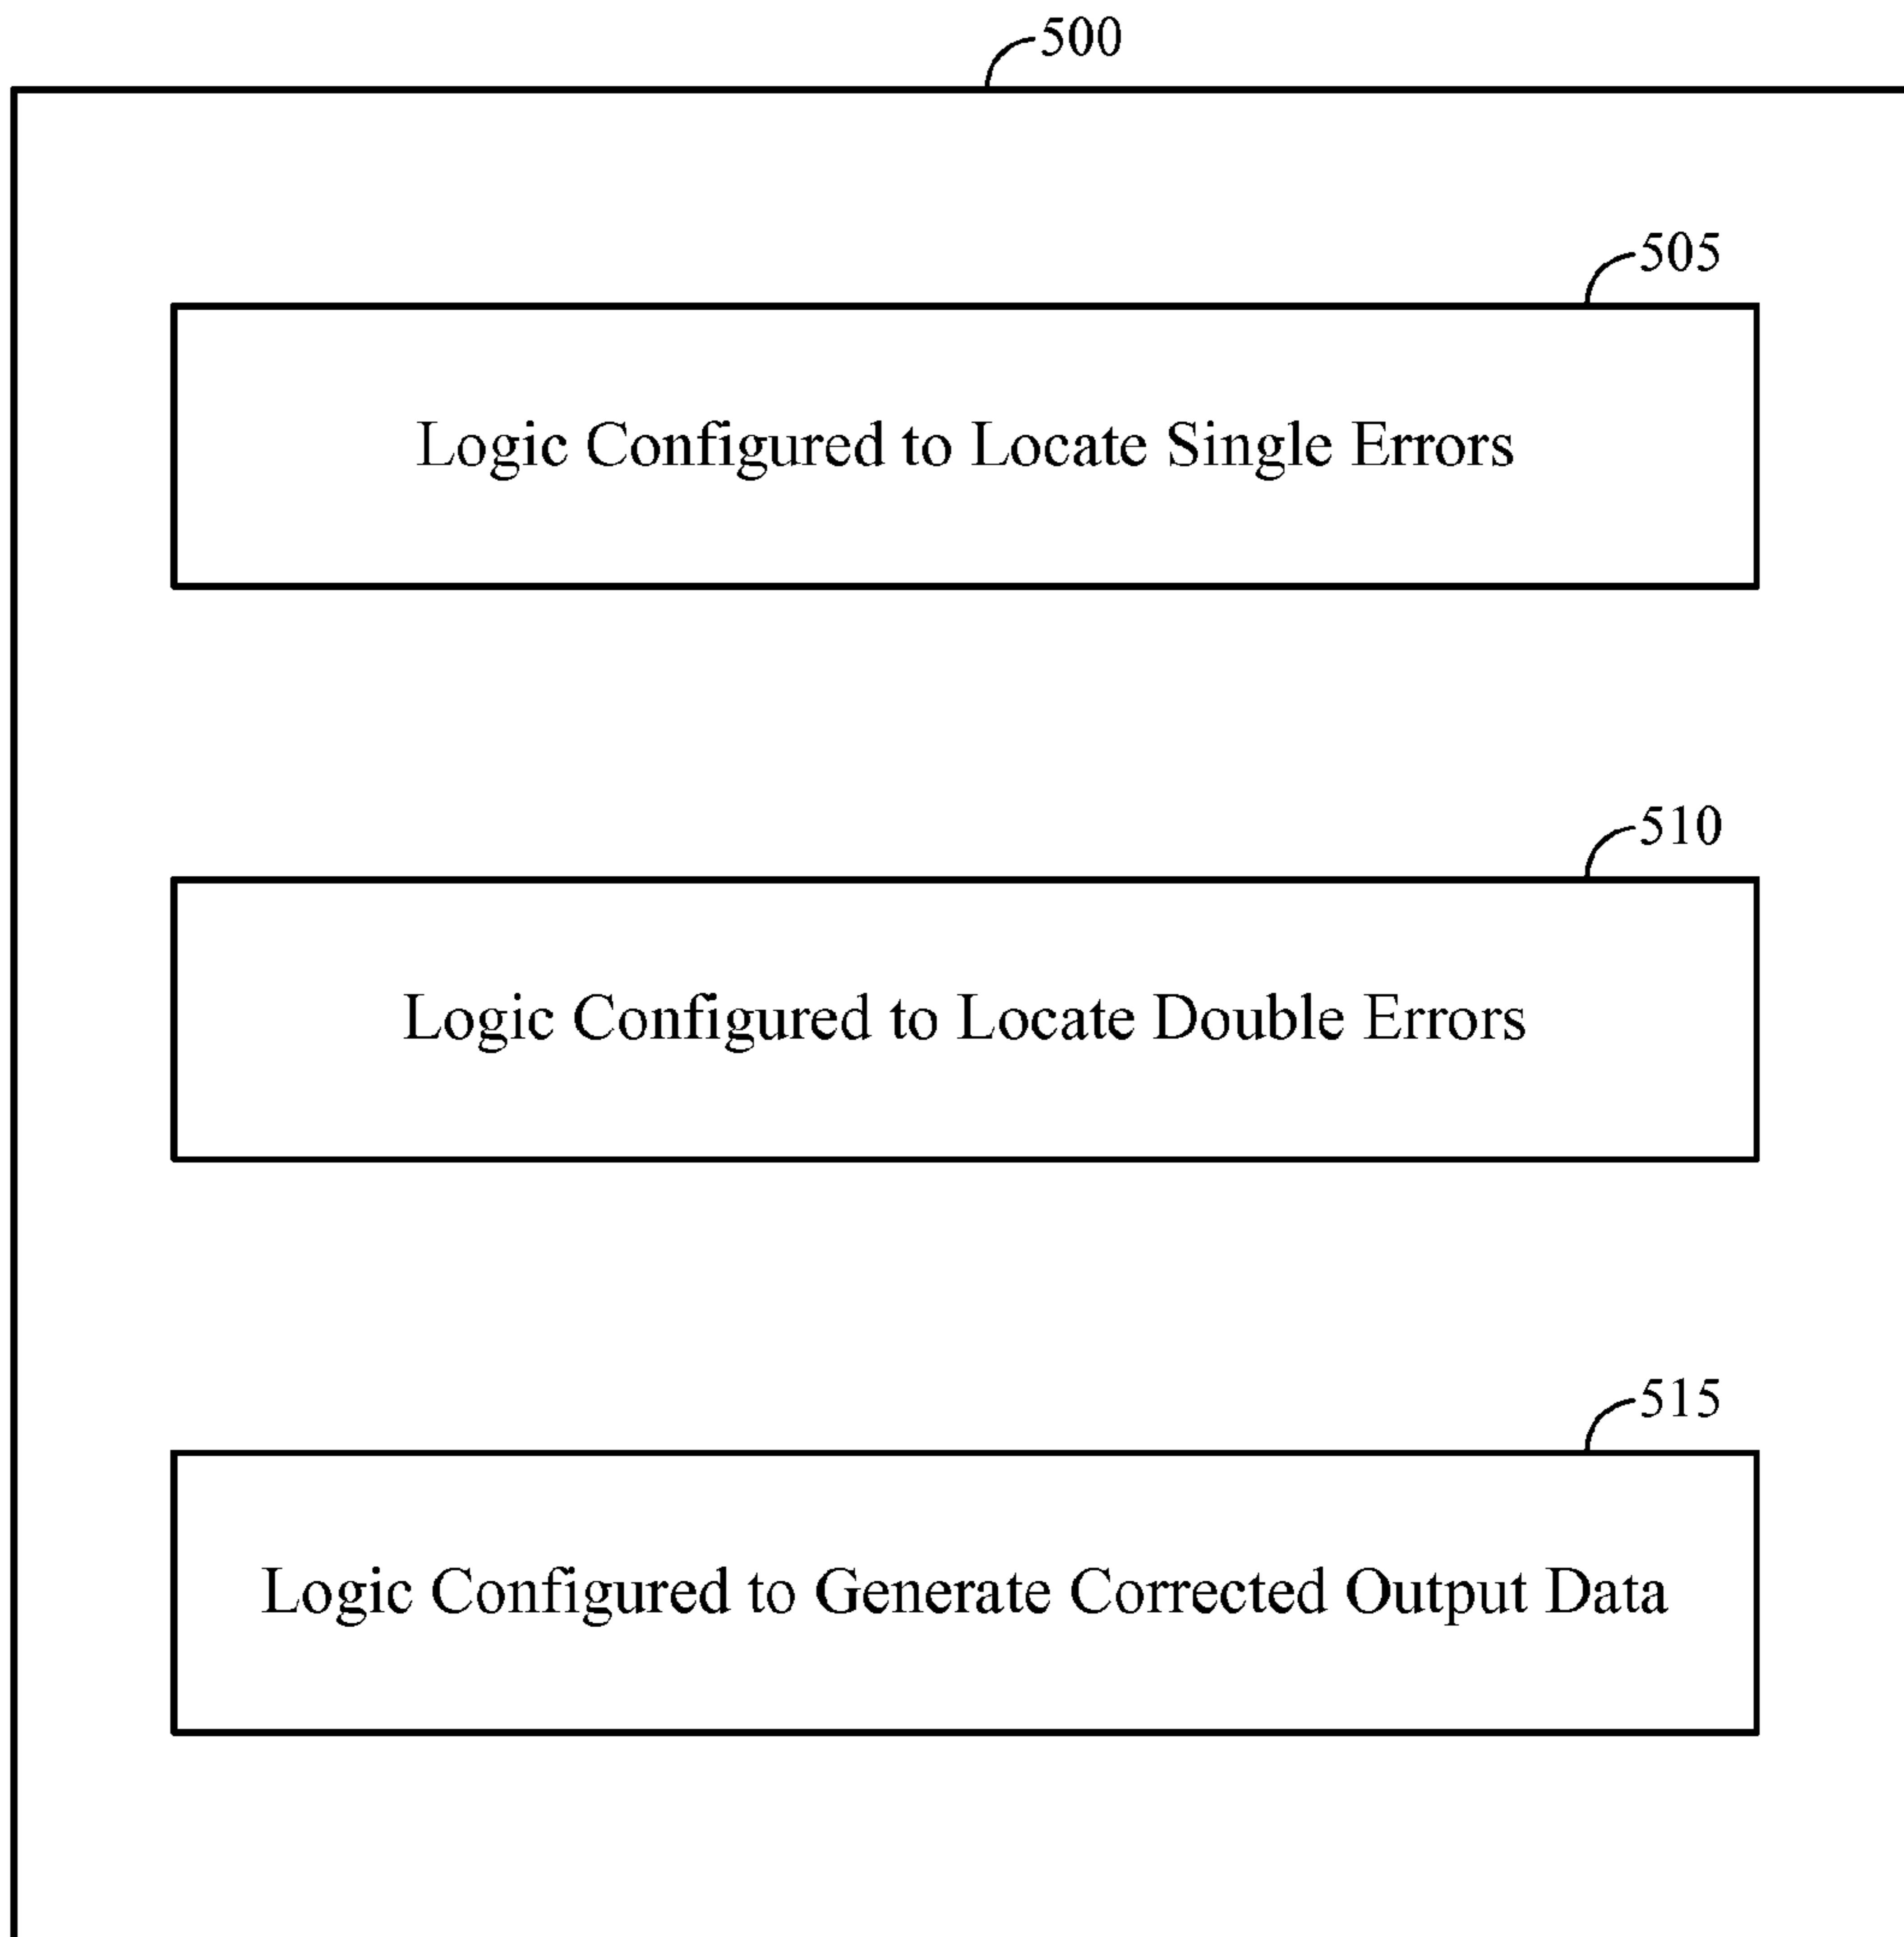 500
505
Logic Configured to Locate Single Errors
510
Logic Configured to Locate Double Errors
515
Logic Configured to Generate Corrected Output Data